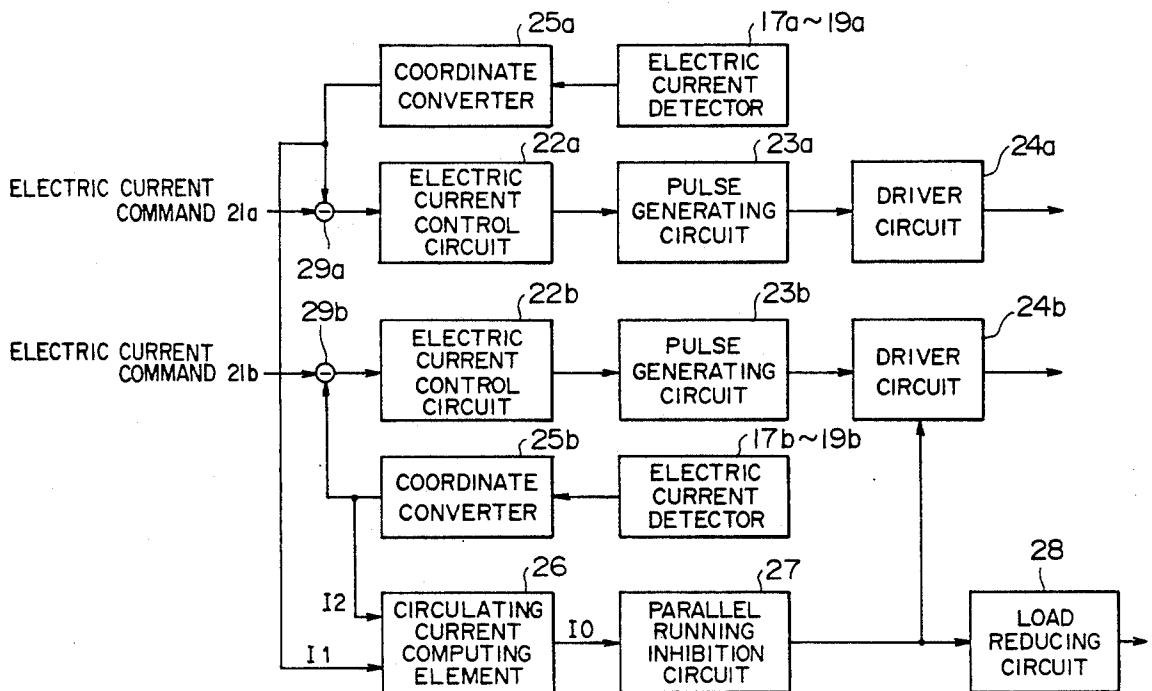 25a
17a~19a
COORDINATE
CONVERTER
ELECTRIC
CURRENT
DETECTOR
22a
23a
24a
ELECTRIC CURRENT
COMMAND 21a
29a
ELECTRIC
CURRENT
CONTROL
CIRCUIT
PULSE
GENERATING
CIRCUIT
DRIVER
CIRCUIT
29b
22b
23b
24b
ELECTRIC CURRENT
COMMAND 21b
ELECTRIC
CURRENT
CONTROL
CIRCUIT
PULSE
GENERATING
CIRCUIT
DRIVER
CIRCUIT
25b
17b~19b
COORDINATE
CONVERTER
ELECTRIC
CURRENT
DETECTOR
26
27
28
I2
I1
CIRCULATING
CURRENT
COMPUTING
ELEMENT
I0
PARALLEL
RUNNING
INHIBITION
CIRCUIT
LOAD
REDUCING
CIRCUIT